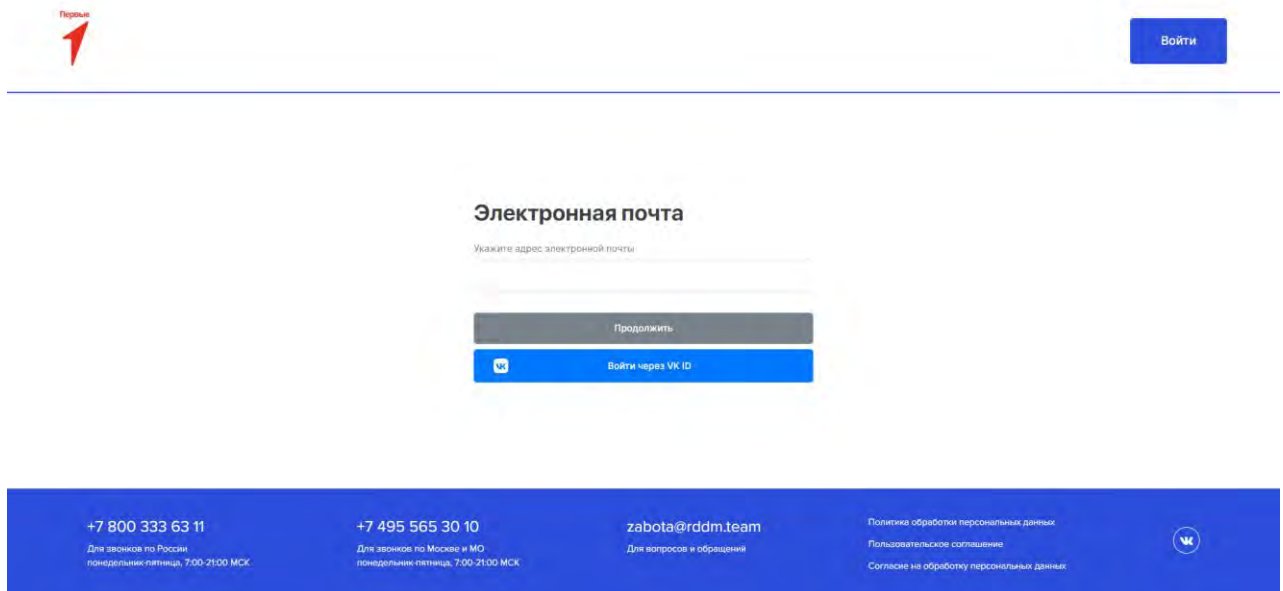 Первые
Войти
Электронная почта
Укажите адрес электронной почты
Продолжить
Войти через VK ID
+7 800 333 63 11
Для звонков по России
понедельник-пятница, 7:00-21:00 МСК
+7 495 565 30 10
Для звонков по Москве и МО
понедельник-пятница, 7:00-21:00 МСК
zabota@rddm.team
Для вопросов и обращений
Политика обработки персональных данных
Пользовательское соглашение
Согласие на обработку персональных данных